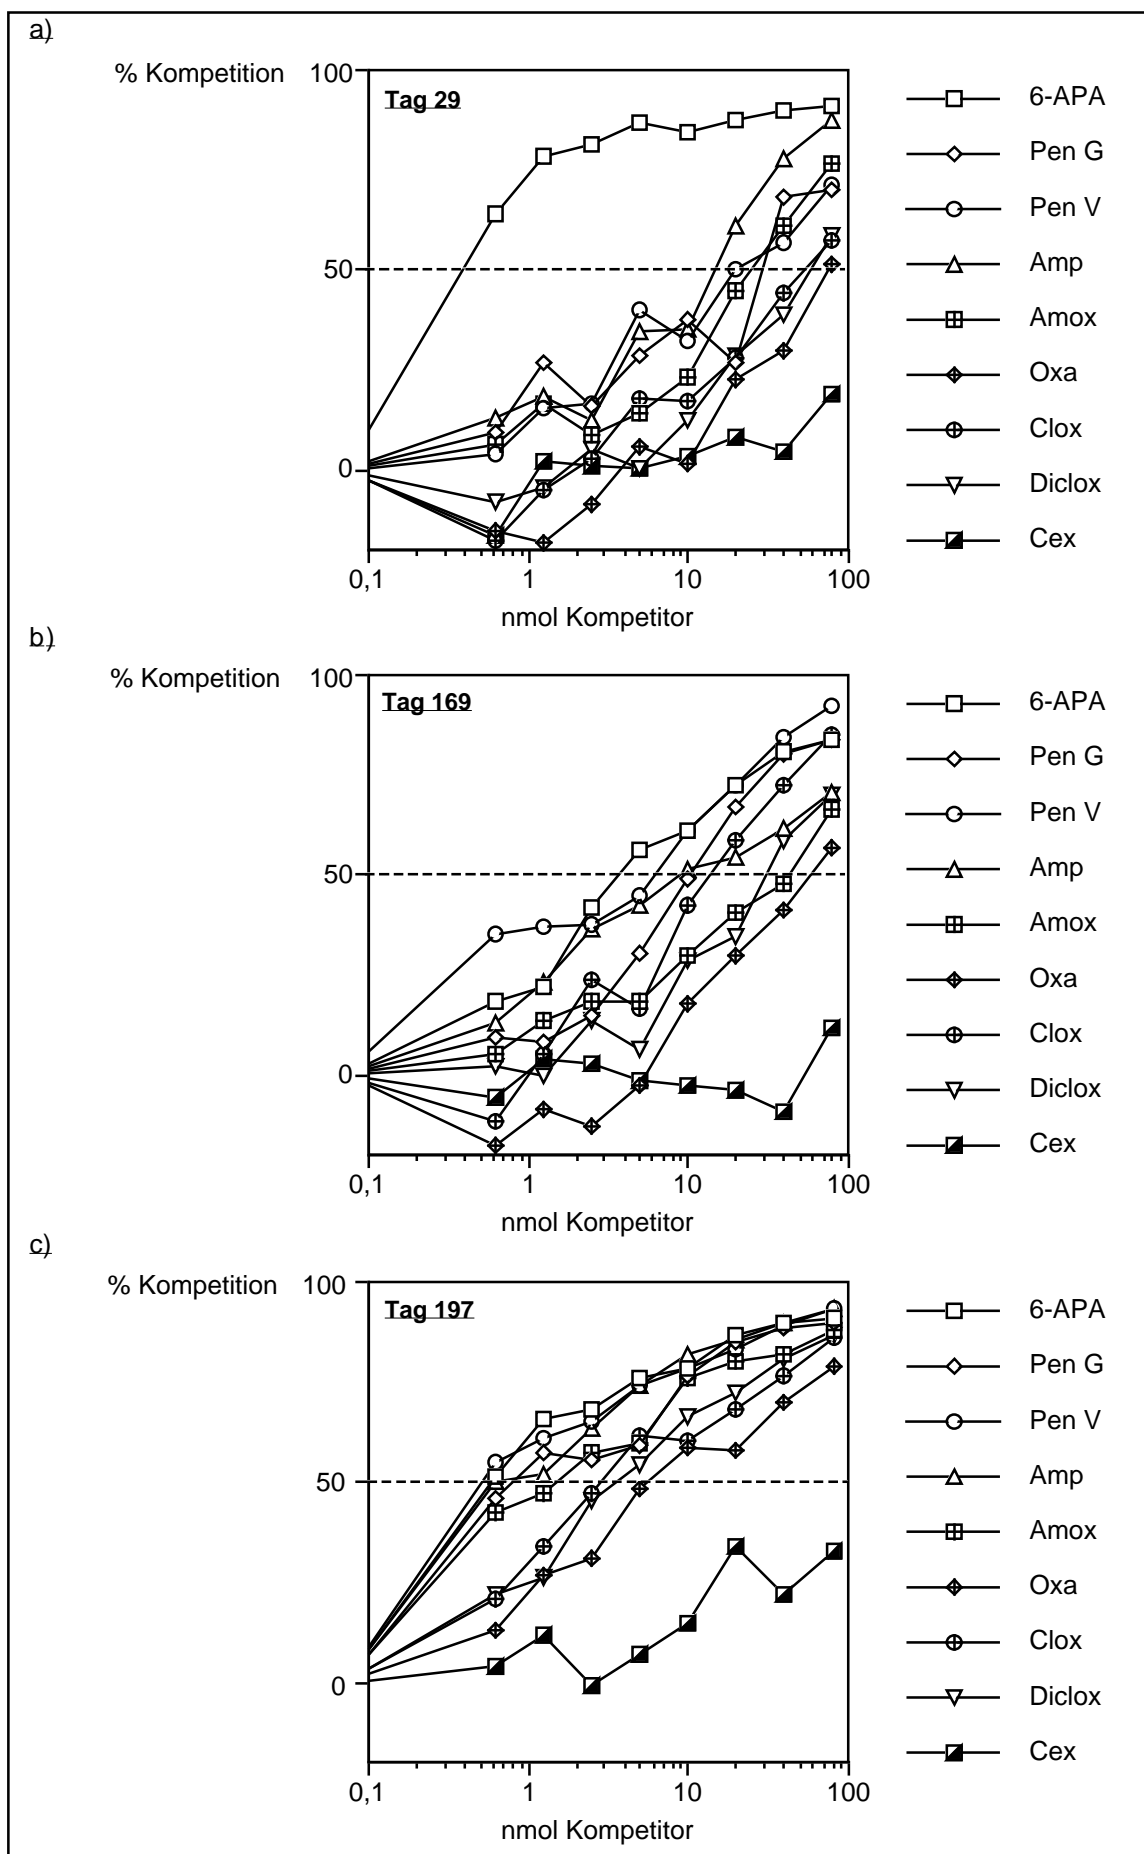 a)
% Kompetition
100
Tag 29
50
0
0,1 1 10 100
nmol Kompetitor
6-APA
Pen G
Pen V
Amp
Amox
Oxa
Clox
Diclox
Cex
b)
% Kompetition
100
Tag 169
50
0
0,1 1 10 100
nmol Kompetitor
6-APA
Pen G
Pen V
Amp
Amox
Oxa
Clox
Diclox
Cex
c)
% Kompetition
100
Tag 197
50
0
0,1 1 10 100
nmol Kompetitor
6-APA
Pen G
Pen V
Amp
Amox
Oxa
Clox
Diclox
Cex